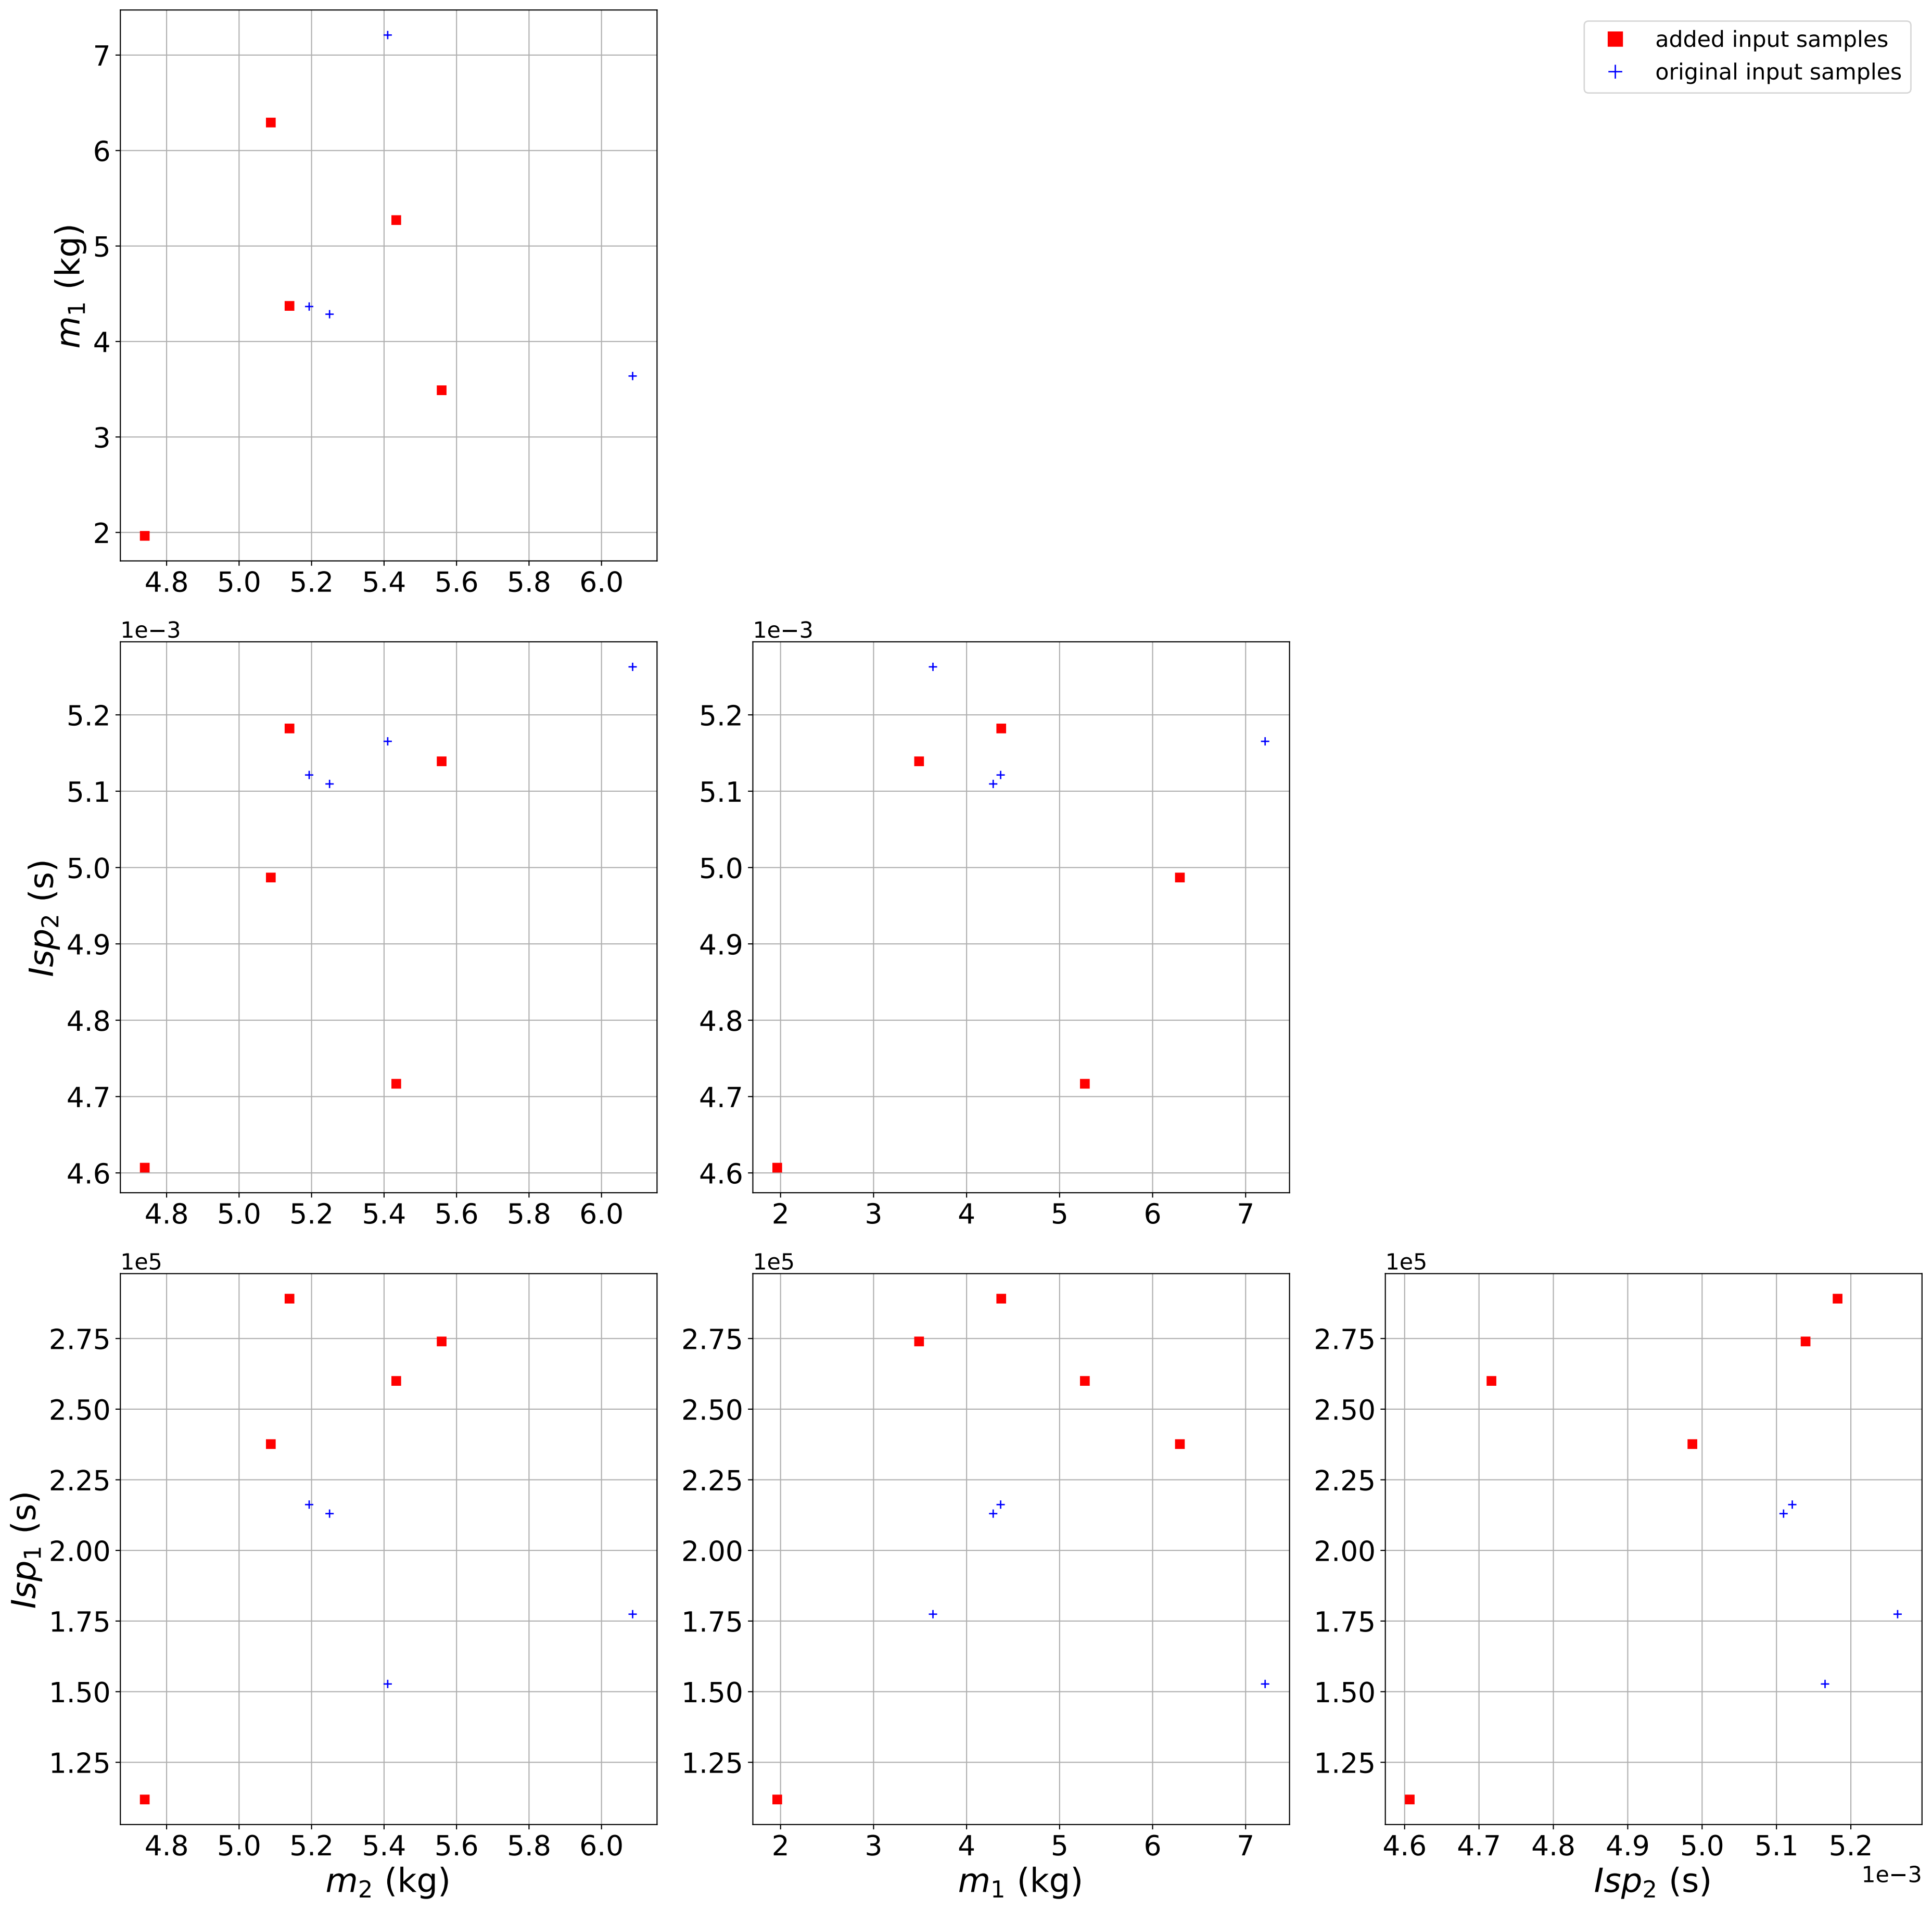 added input samples
original input samples
7
6
5
4
3
2
m₁ (kg)
4.8 5.0 5.2 5.4 5.6 5.8 6.0
1e−3
5.2
5.1
5.0
4.9
4.8
4.7
4.6
Isp₂ (s)
4.8 5.0 5.2 5.4 5.6 5.8 6.0
1e−3
5.2
5.1
5.0
4.9
4.8
4.7
4.6
2 3 4 5 6 7
1e5
2.75
2.50
2.25
2.00
1.75
1.50
1.25
Isp₁ (s)
4.8 5.0 5.2 5.4 5.6 5.8 6.0
m₂ (kg)
1e5
2.75
2.50
2.25
2.00
1.75
1.50
1.25
2 3 4 5 6 7
m₁ (kg)
1e5
2.75
2.50
2.25
2.00
1.75
1.50
1.25
4.6 4.7 4.8 4.9 5.0 5.1 5.2
1e−3
Isp₂ (s)